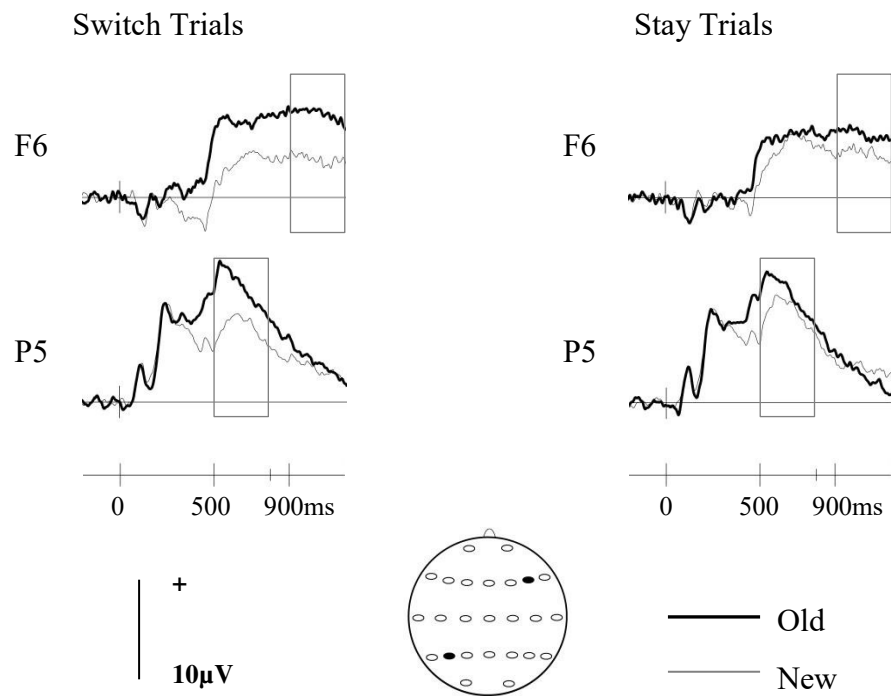 Switch Trials
Stay Trials
F6
F6
P5
P5
0 500 900ms
0 500 900ms
+
10µV
Old
New